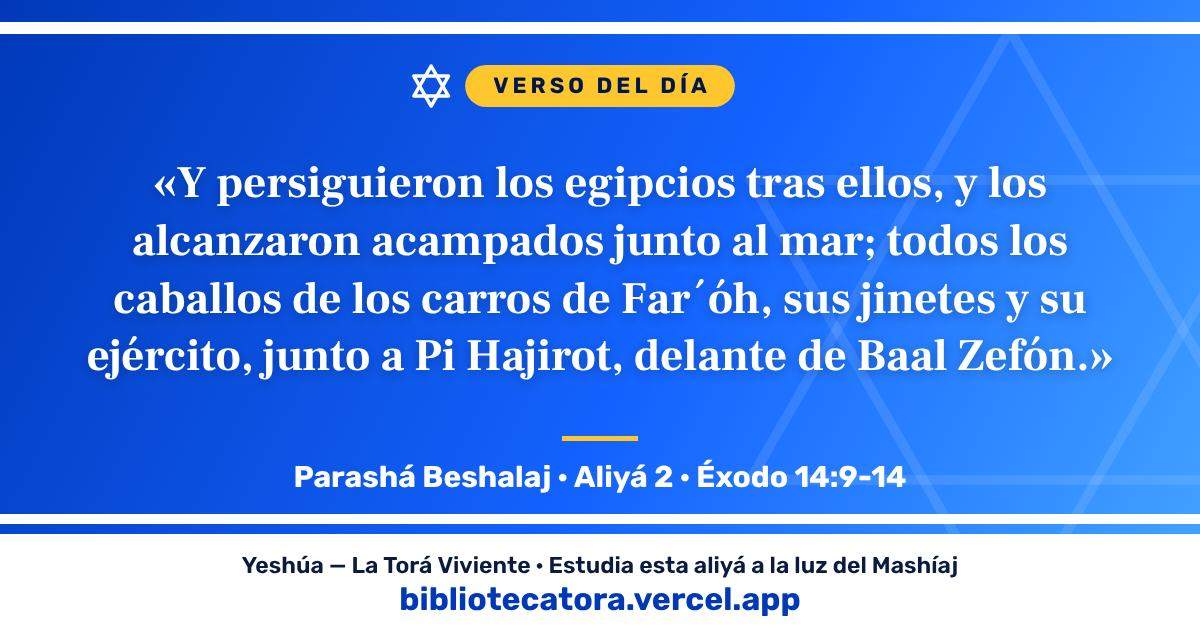 VERSO DEL DÍA
«Y persiguieron los egipcios tras ellos, y los
alcanzaron acampados junto al mar; todos los
caballos de los carros de Far´óh, sus jinetes y su
ejército, junto a Pi Hajirot, delante de Baal Zefón.»
Parashá Beshalaj • Aliyá 2 • Éxodo 14:9-14
Yeshúa — La Torá Viviente • Estudia esta aliyá a la luz del Mashíaj
bibliotecatora.vercel.app